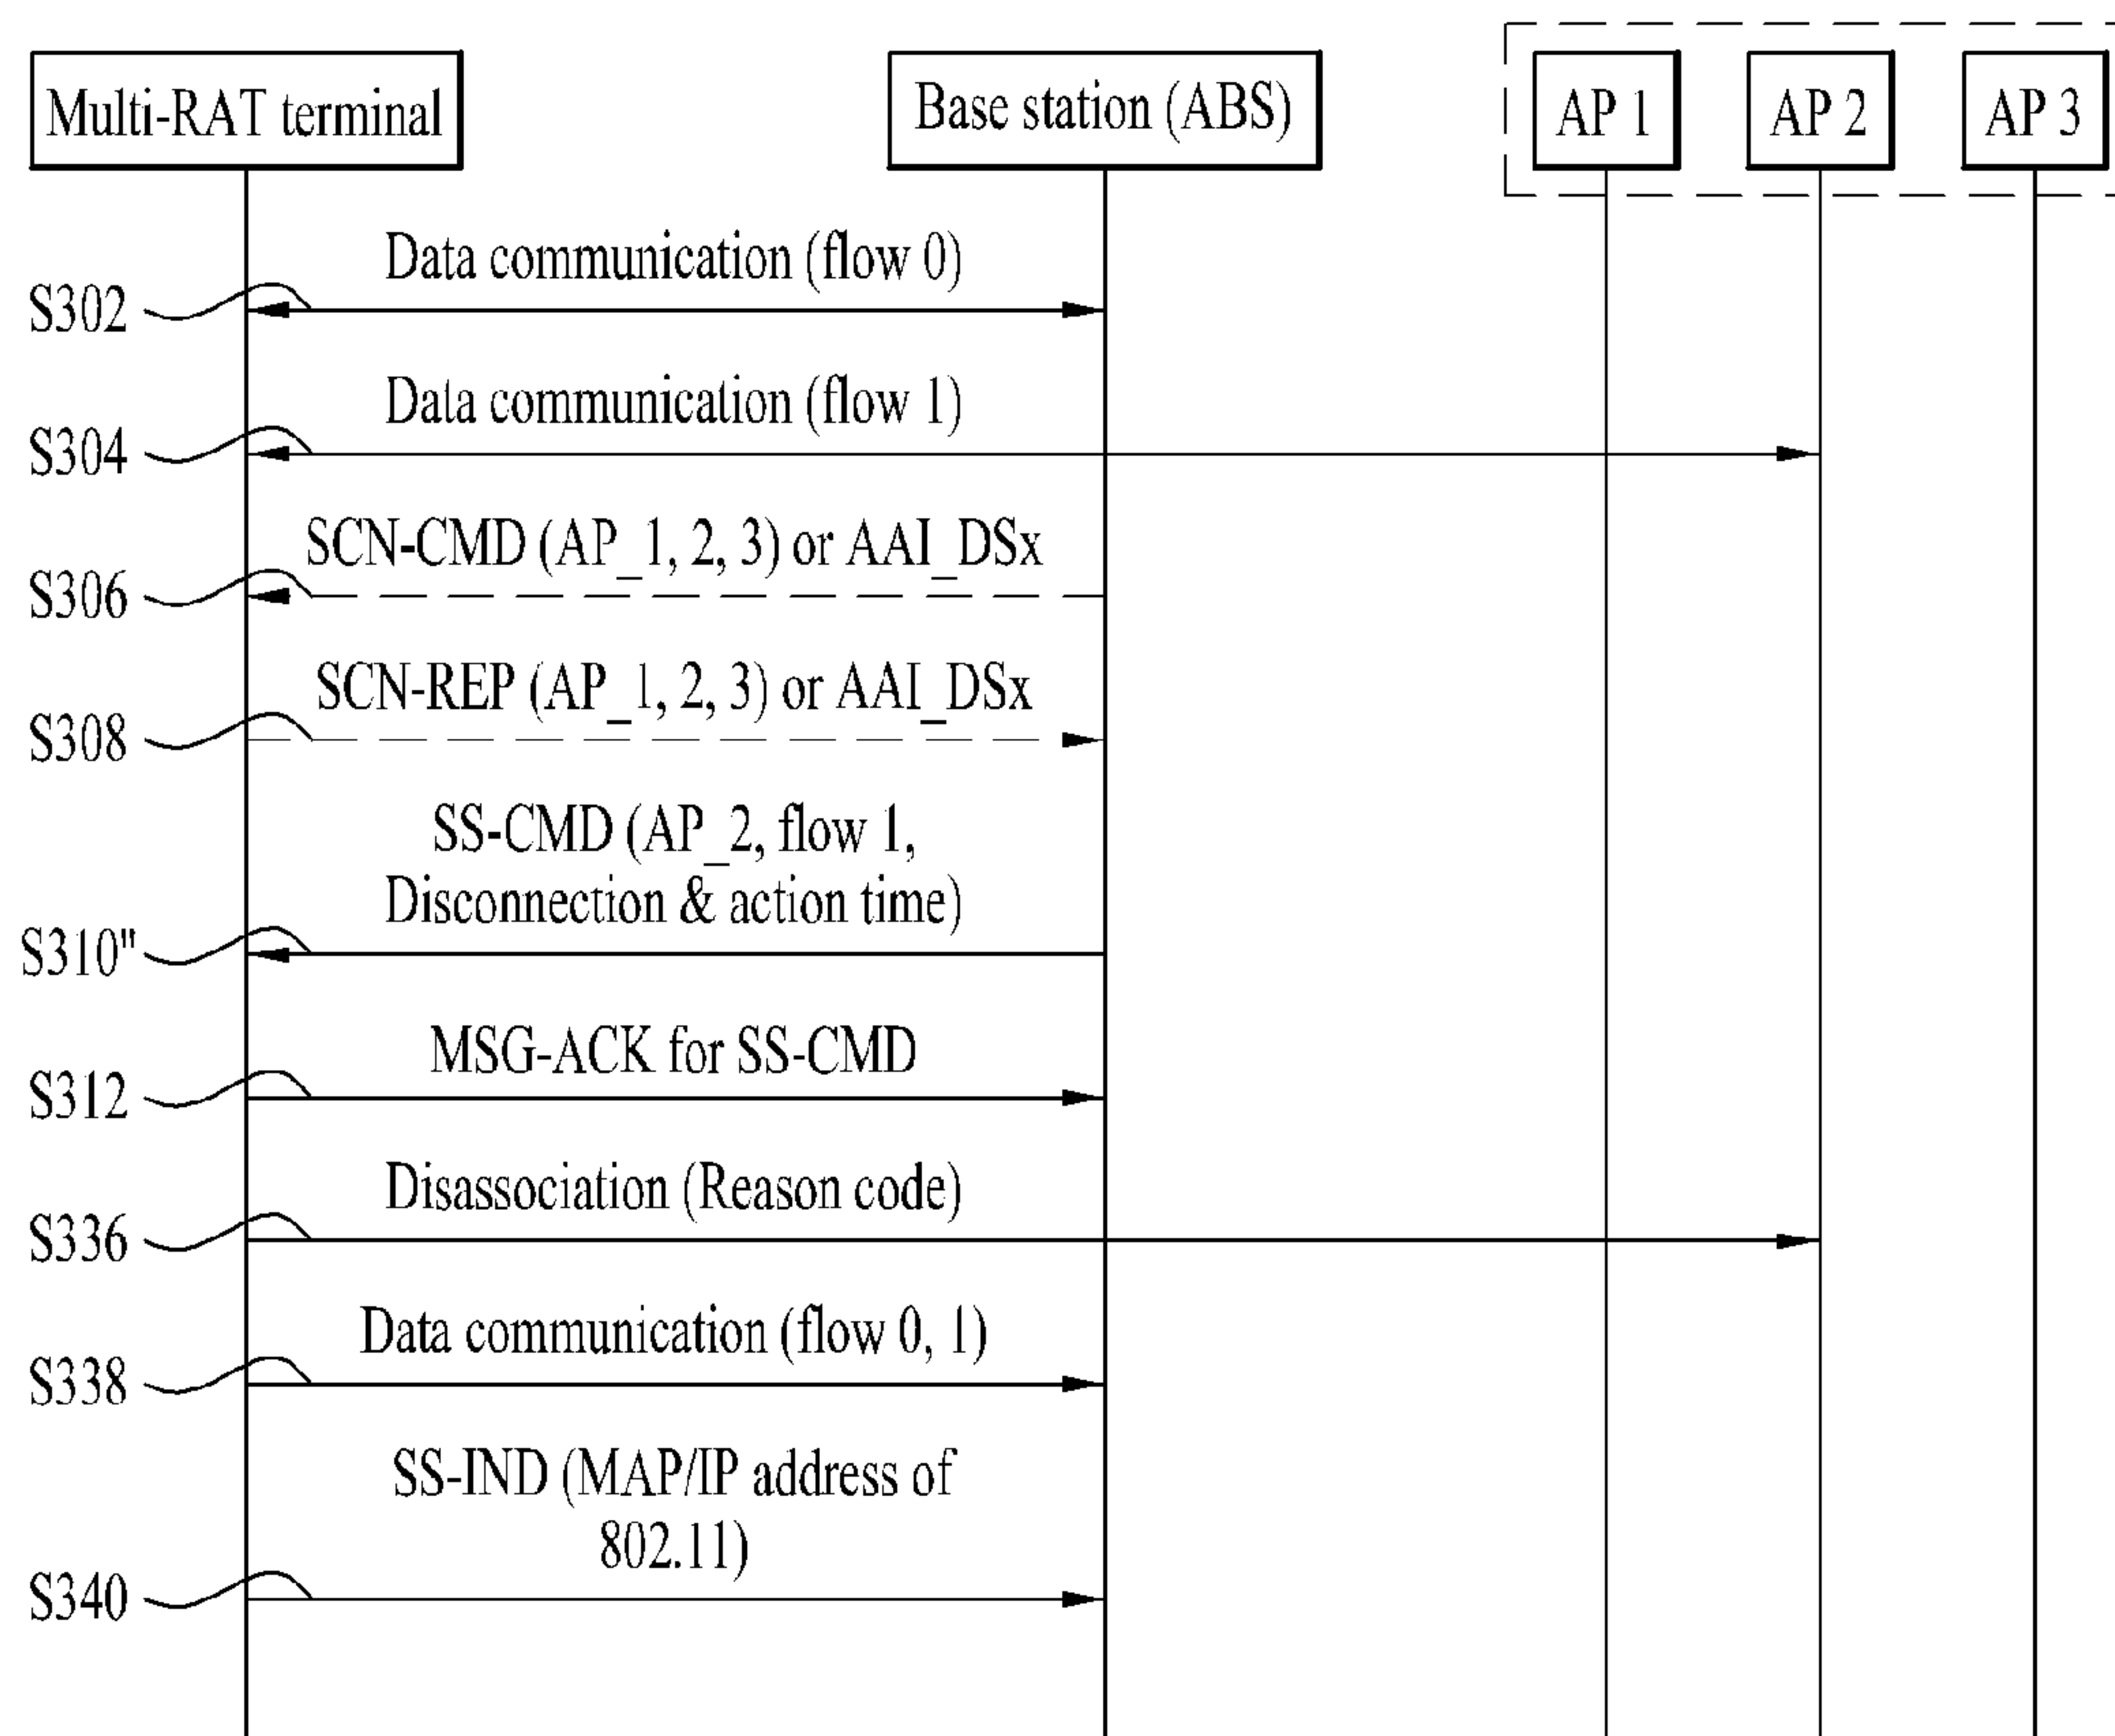 Multi-RAT terminal
Base station (ABS)
AP 1
AP 2
AP 3
Data communication (flow 0)
S302
Data communication (flow 1)
S304
SCN-CMD (AP_1, 2, 3) or AAI_DSx
S306
SCN-REP (AP_1, 2, 3) or AAI_DSx
S308
SS-CMD (AP_2, flow 1,
Disconnection & action time)
S310"
MSG-ACK for SS-CMD
S312
Disassociation (Reason code)
S336
Data communication (flow 0, 1)
S338
SS-IND (MAP/IP address of
802.11)
S340